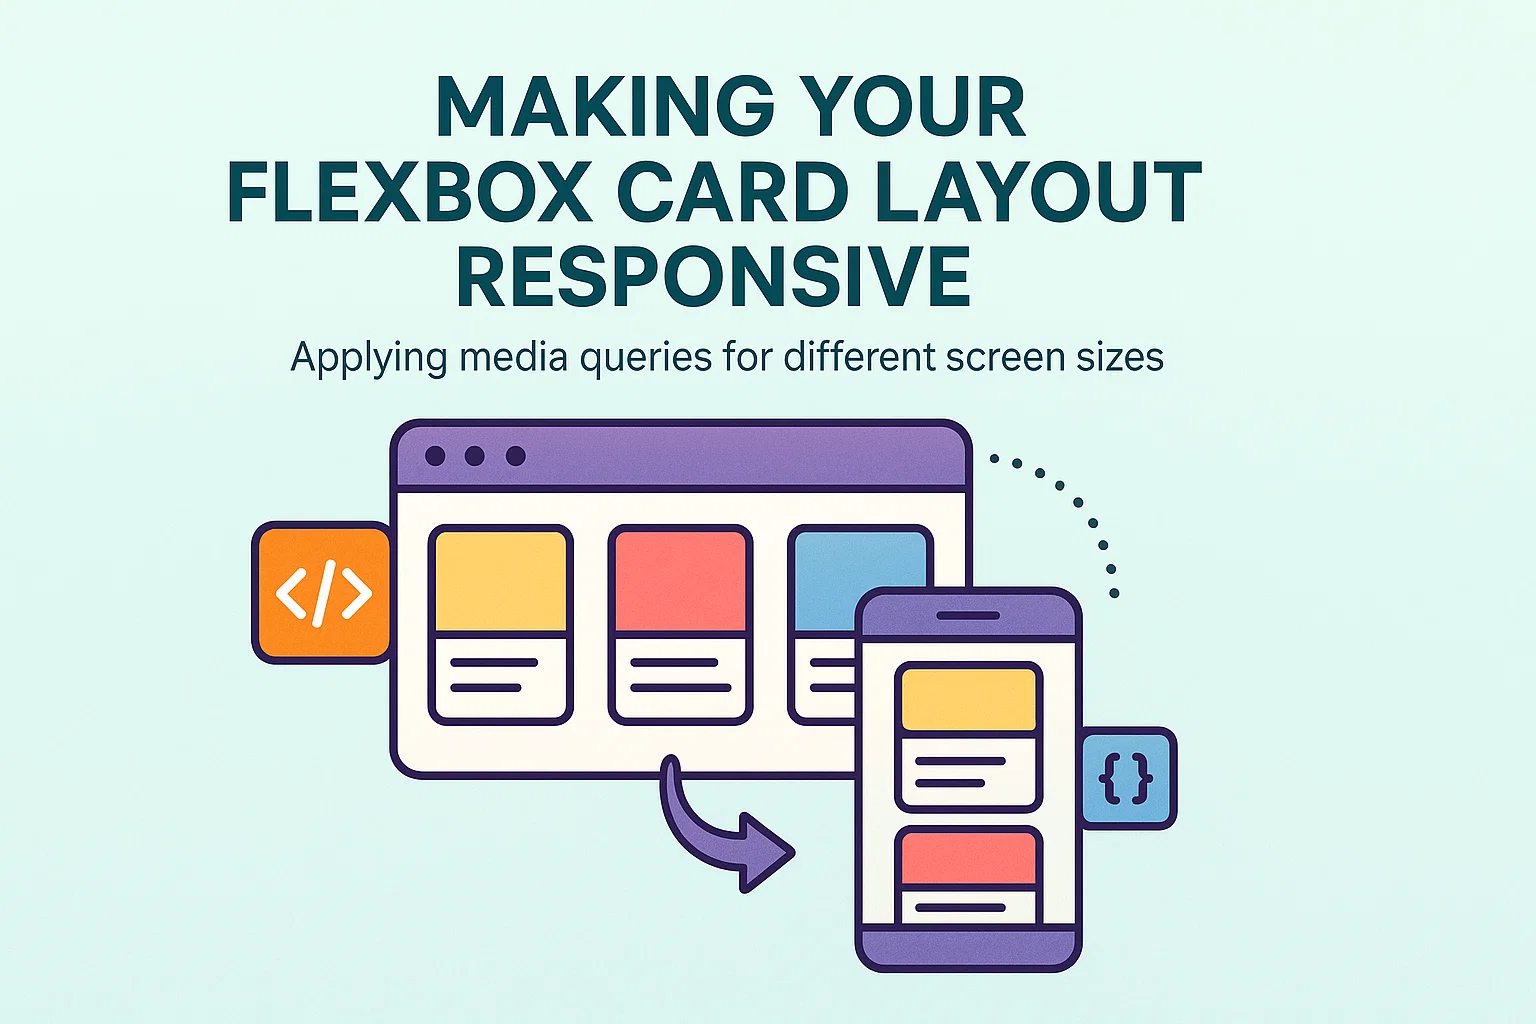 MAKING YOUR
FLEXBOX CARD LAYOUT
RESPONSIVE
Applying media queries for different screen sizes
</>
{}